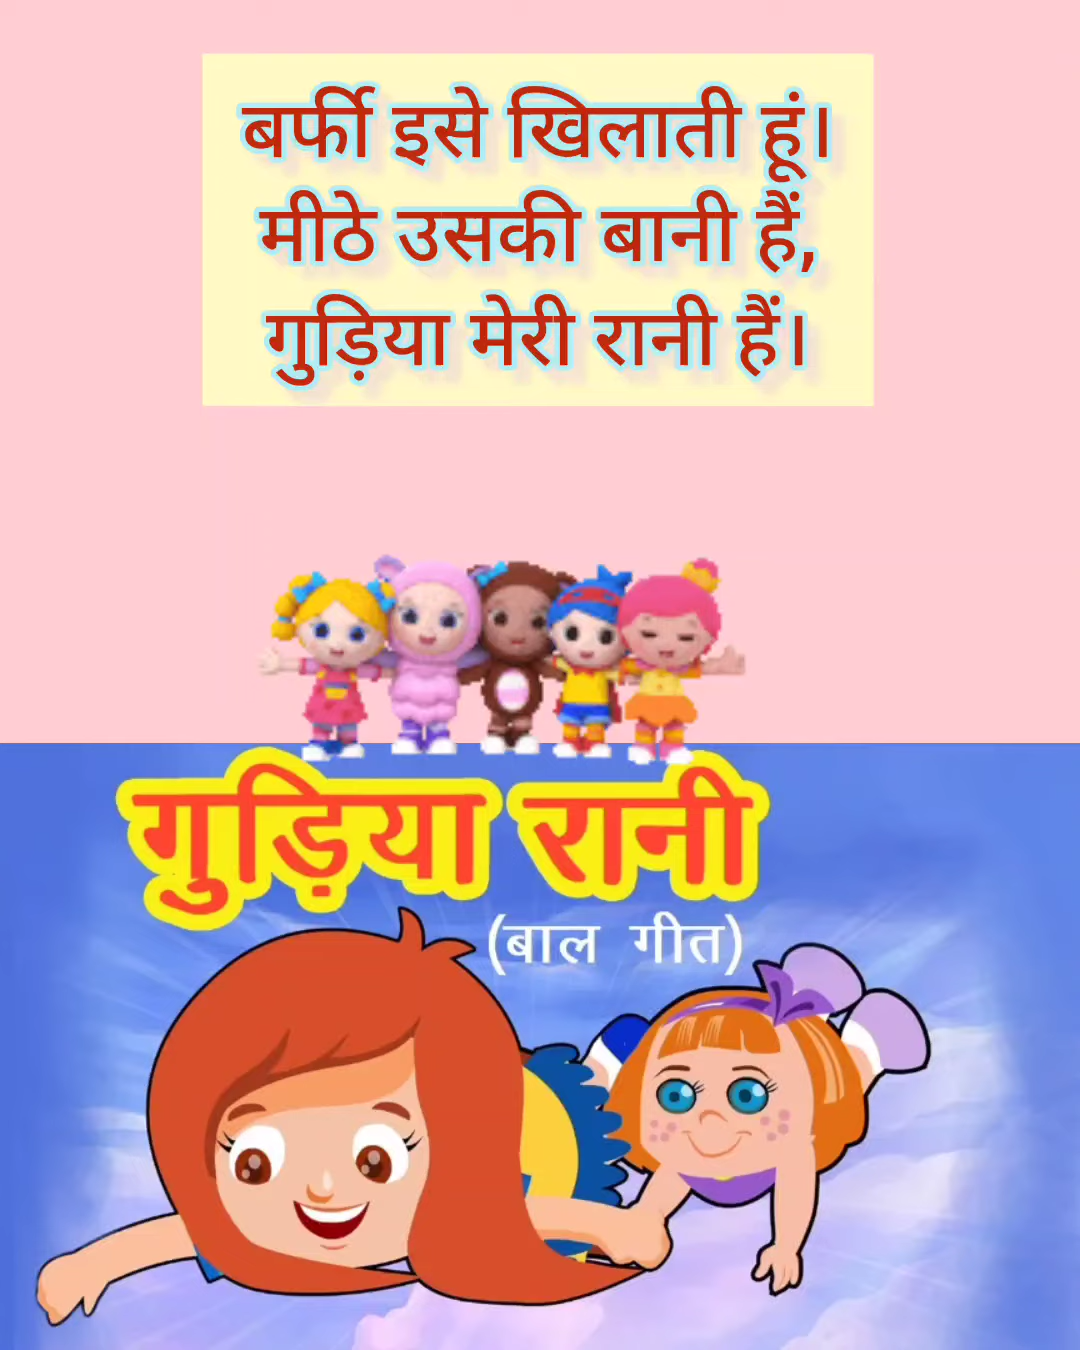 बर्फी इसे खिलाती हूं।
मीठे उसकी बानी हैं,
गुड़िया मेरी रानी हैं।
गुड़िया रानी
(बाल गीत)